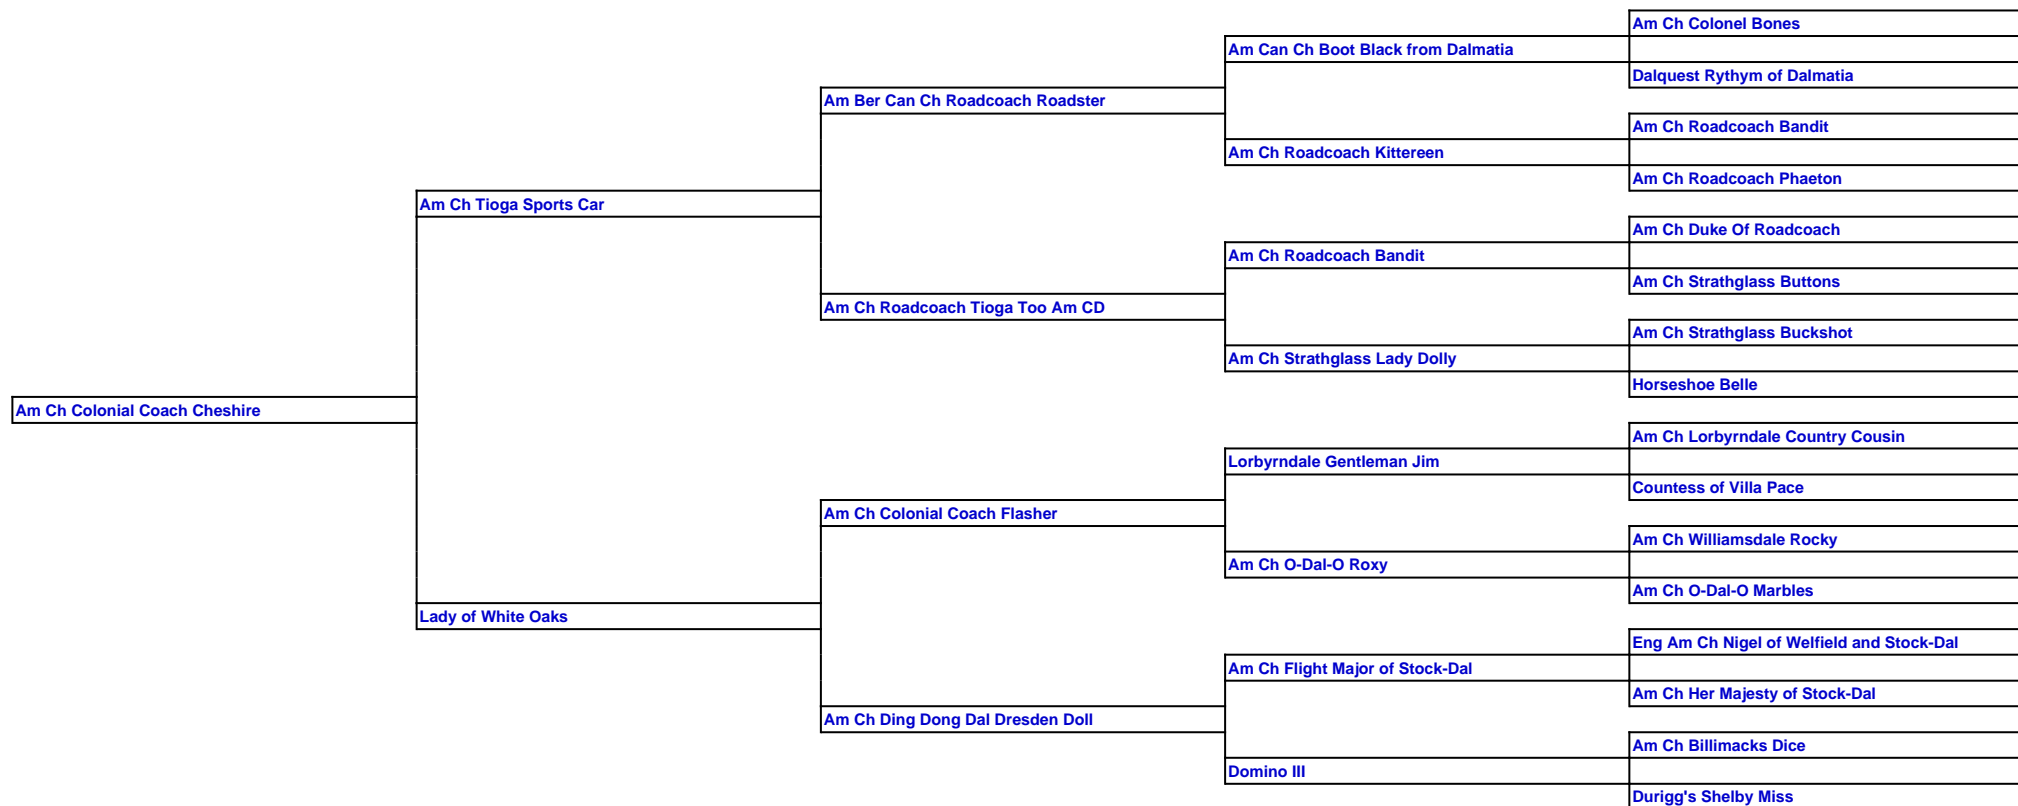 Am Ch Colonel Bones
Am Can Ch Boot Black from Dalmatia
Dalquest Rythym of Dalmatia
Am Ber Can Ch Roadcoach Roadster
Am Ch Roadcoach Bandit
Am Ch Roadcoach Kittereen
Am Ch Roadcoach Phaeton
Am Ch Tioga Sports Car
Am Ch Duke Of Roadcoach
Am Ch Roadcoach Bandit
Am Ch Strathglass Buttons
Am Ch Roadcoach Tioga Too Am CD
Am Ch Strathglass Buckshot
Am Ch Strathglass Lady Dolly
Horseshoe Belle
Am Ch Colonial Coach Cheshire
Am Ch Lorbyrndale Country Cousin
Lorbyrndale Gentleman Jim
Countess of Villa Pace
Am Ch Colonial Coach Flasher
Am Ch Williamsdale Rocky
Am Ch O-Dal-O Roxy
Am Ch O-Dal-O Marbles
Lady of White Oaks
Eng Am Ch Nigel of Welfield and Stock-Dal
Am Ch Flight Major of Stock-Dal
Am Ch Her Majesty of Stock-Dal
Am Ch Ding Dong Dal Dresden Doll
Am Ch Billimacks Dice
Domino III
Durigg's Shelby Miss